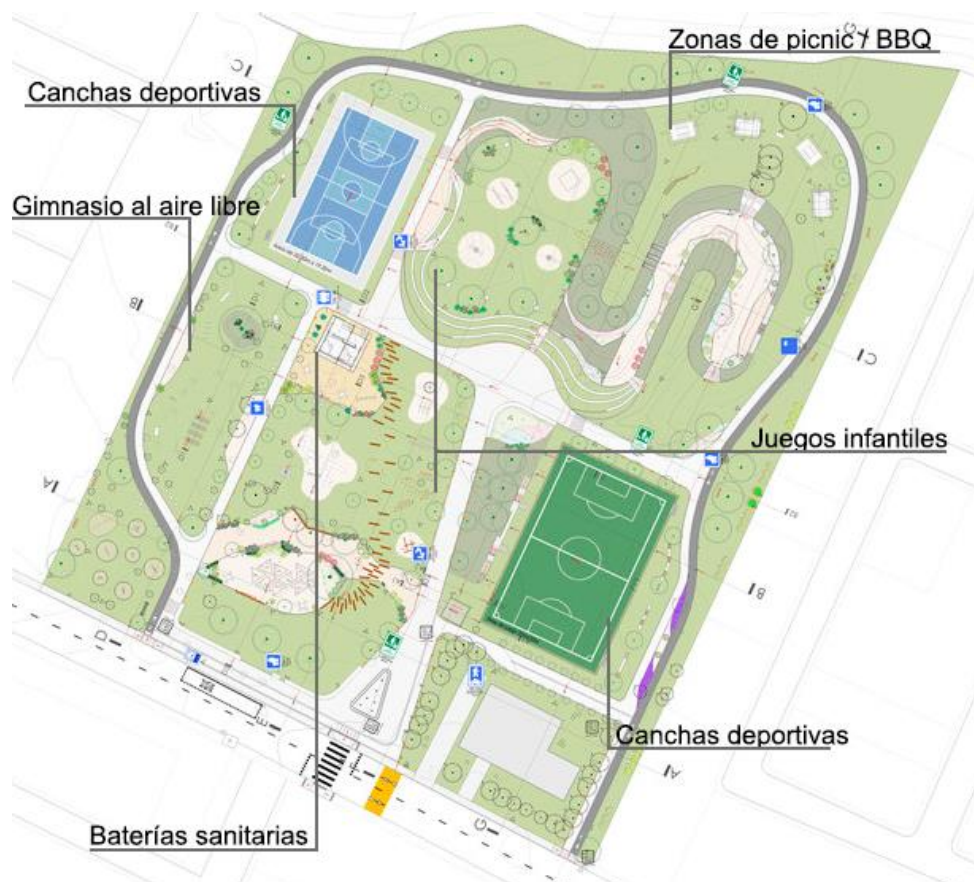 Zonas de picnic / BBQ
Canchas deportivas
Gimnasio al aire libre
Juegos infantiles
Canchas deportivas
Baterías sanitarias
C
G
B
C
A
B
A
D
E
F
G